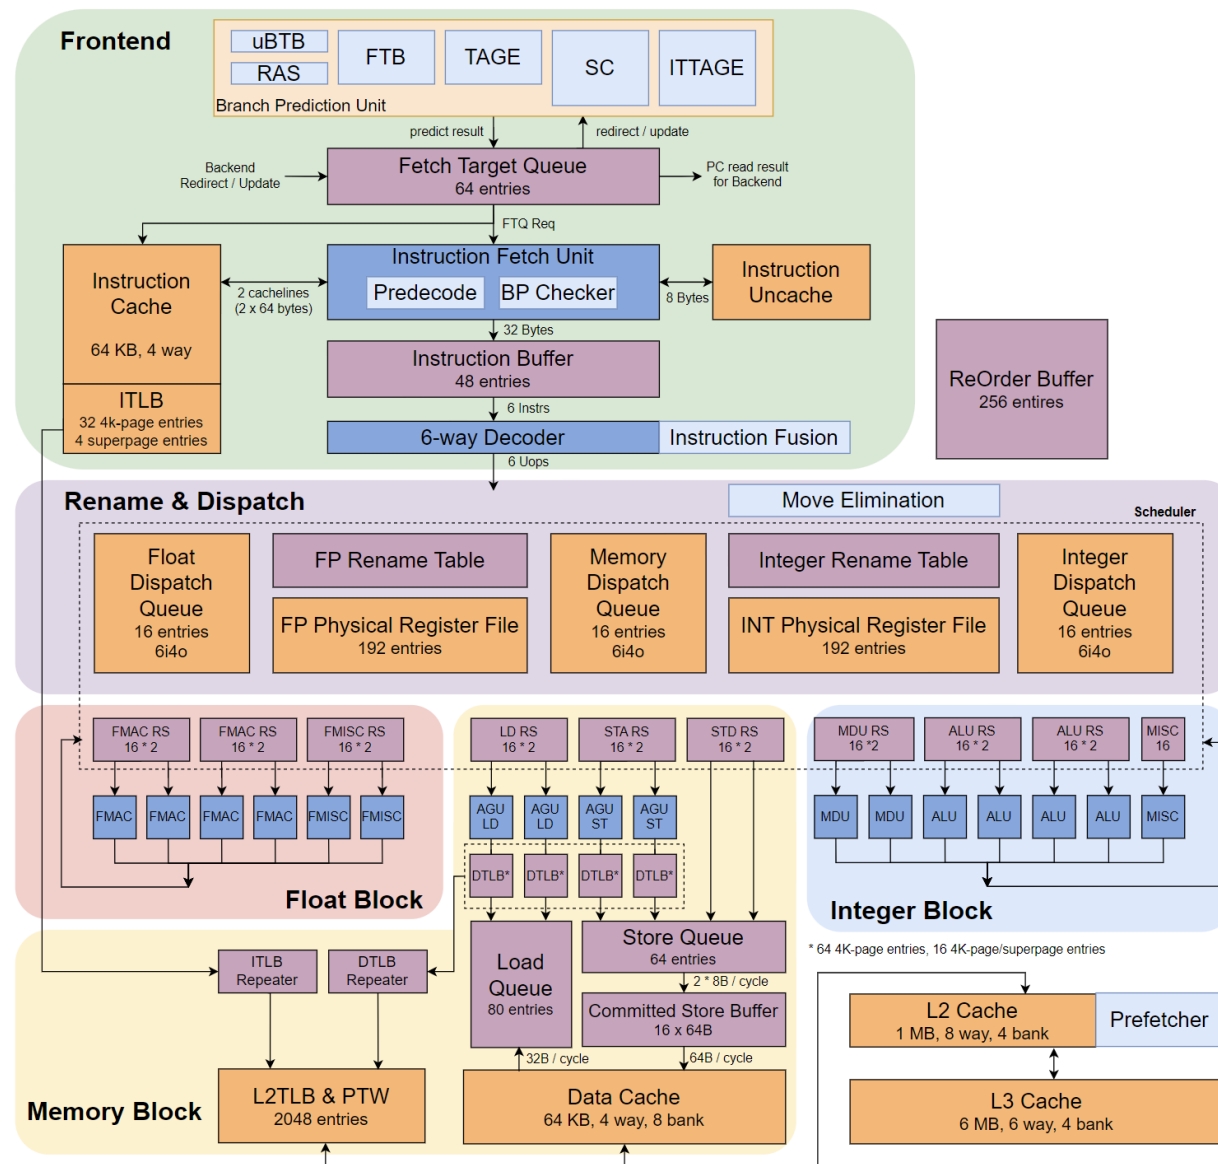 Frontend
uBTB
RAS
FTB
TAGE
SC
ITTAGE
Branch Prediction Unit
predict result
redirect / update
Backend
Redirect / Update
Fetch Target Queue
64 entries
PC read result
for Backend
FTQ Req
Instruction
Cache
64 KB, 4 way
2 cachelines
(2 x 64 bytes)
Instruction Fetch Unit
Predecode
BP Checker
8 Bytes
Instruction
Uncache
32 Bytes
Instruction Buffer
48 entries
ITLB
32 4k-page entries
4 superpage entries
6 Instrs
6-way Decoder
Instruction Fusion
6 Uops
ReOrder Buffer
256 entires
Rename & Dispatch
Move Elimination
Scheduler
Float
Dispatch
Queue
16 entries
6i4o
FP Rename Table
FP Physical Register File
192 entries
Memory
Dispatch
Queue
16 entries
6i4o
Integer Rename Table
INT Physical Register File
192 entries
Integer
Dispatch
Queue
16 entries
6i4o
FMAC RS
16 * 2
FMAC RS
16 * 2
FMISC RS
16 * 2
FMAC
FMAC
FMAC
FMAC
FMISC
FMISC
Float Block
LD RS
16 * 2
STA RS
16 * 2
STD RS
16 * 2
AGU
LD
AGU
LD
AGU
ST
AGU
ST
DTLB*
DTLB*
DTLB*
DTLB*
MDU RS
16 *2
ALU RS
16 * 2
ALU RS
16 * 2
MISC
16
MDU
MDU
ALU
ALU
ALU
ALU
MISC
Integer Block
* 64 4K-page entries, 16 4K-page/superpage entries
ITLB
Repeater
DTLB
Repeater
Load
Queue
80 entries
Store Queue
64 entries
2 * 8B / cycle
Committed Store Buffer
16 x 64B
32B / cycle
64B / cycle
Memory Block
L2TLB & PTW
2048 entries
Data Cache
64 KB, 4 way, 8 bank
L2 Cache
1 MB, 8 way, 4 bank
Prefetcher
L3 Cache
6 MB, 6 way, 4 bank